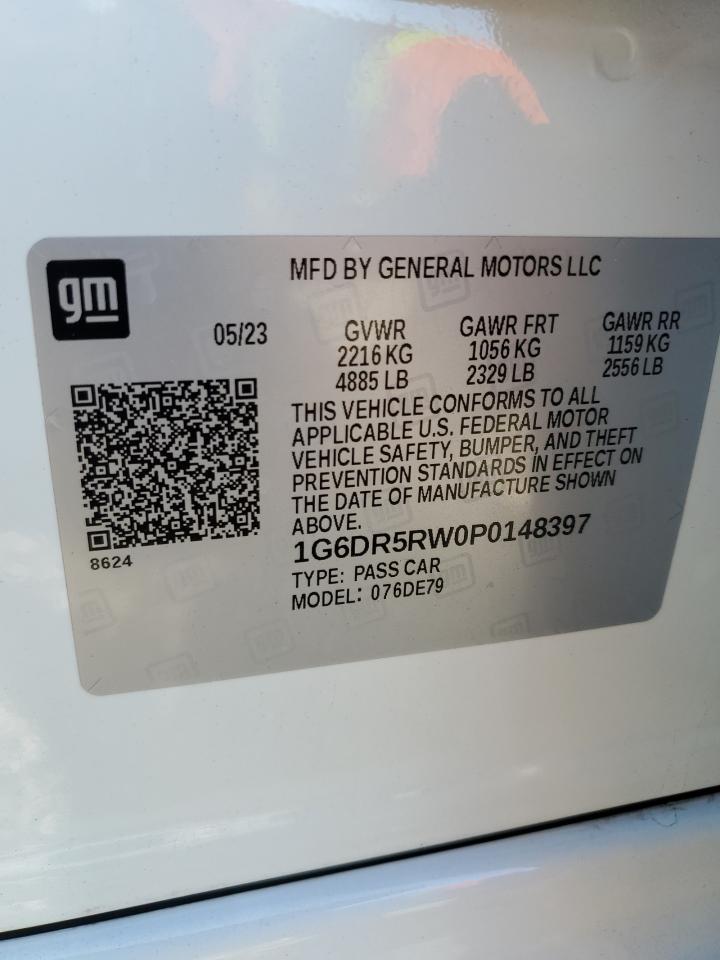 gm
MFD BY GENERAL MOTORS LLC
05/23
GVWR GAWR FRT GAWR RR
2216 KG 1056 KG 1159 KG
4885 LB 2329 LB 2556 LB
THIS VEHICLE CONFORMS TO ALL
APPLICABLE U.S. FEDERAL MOTOR
VEHICLE SAFETY, BUMPER, AND THEFT
PREVENTION STANDARDS IN EFFECT ON
THE DATE OF MANUFACTURE SHOWN
ABOVE.
1G6DR5RW0P0148397
8624
TYPE: PASS CAR
MODEL: 076DE79